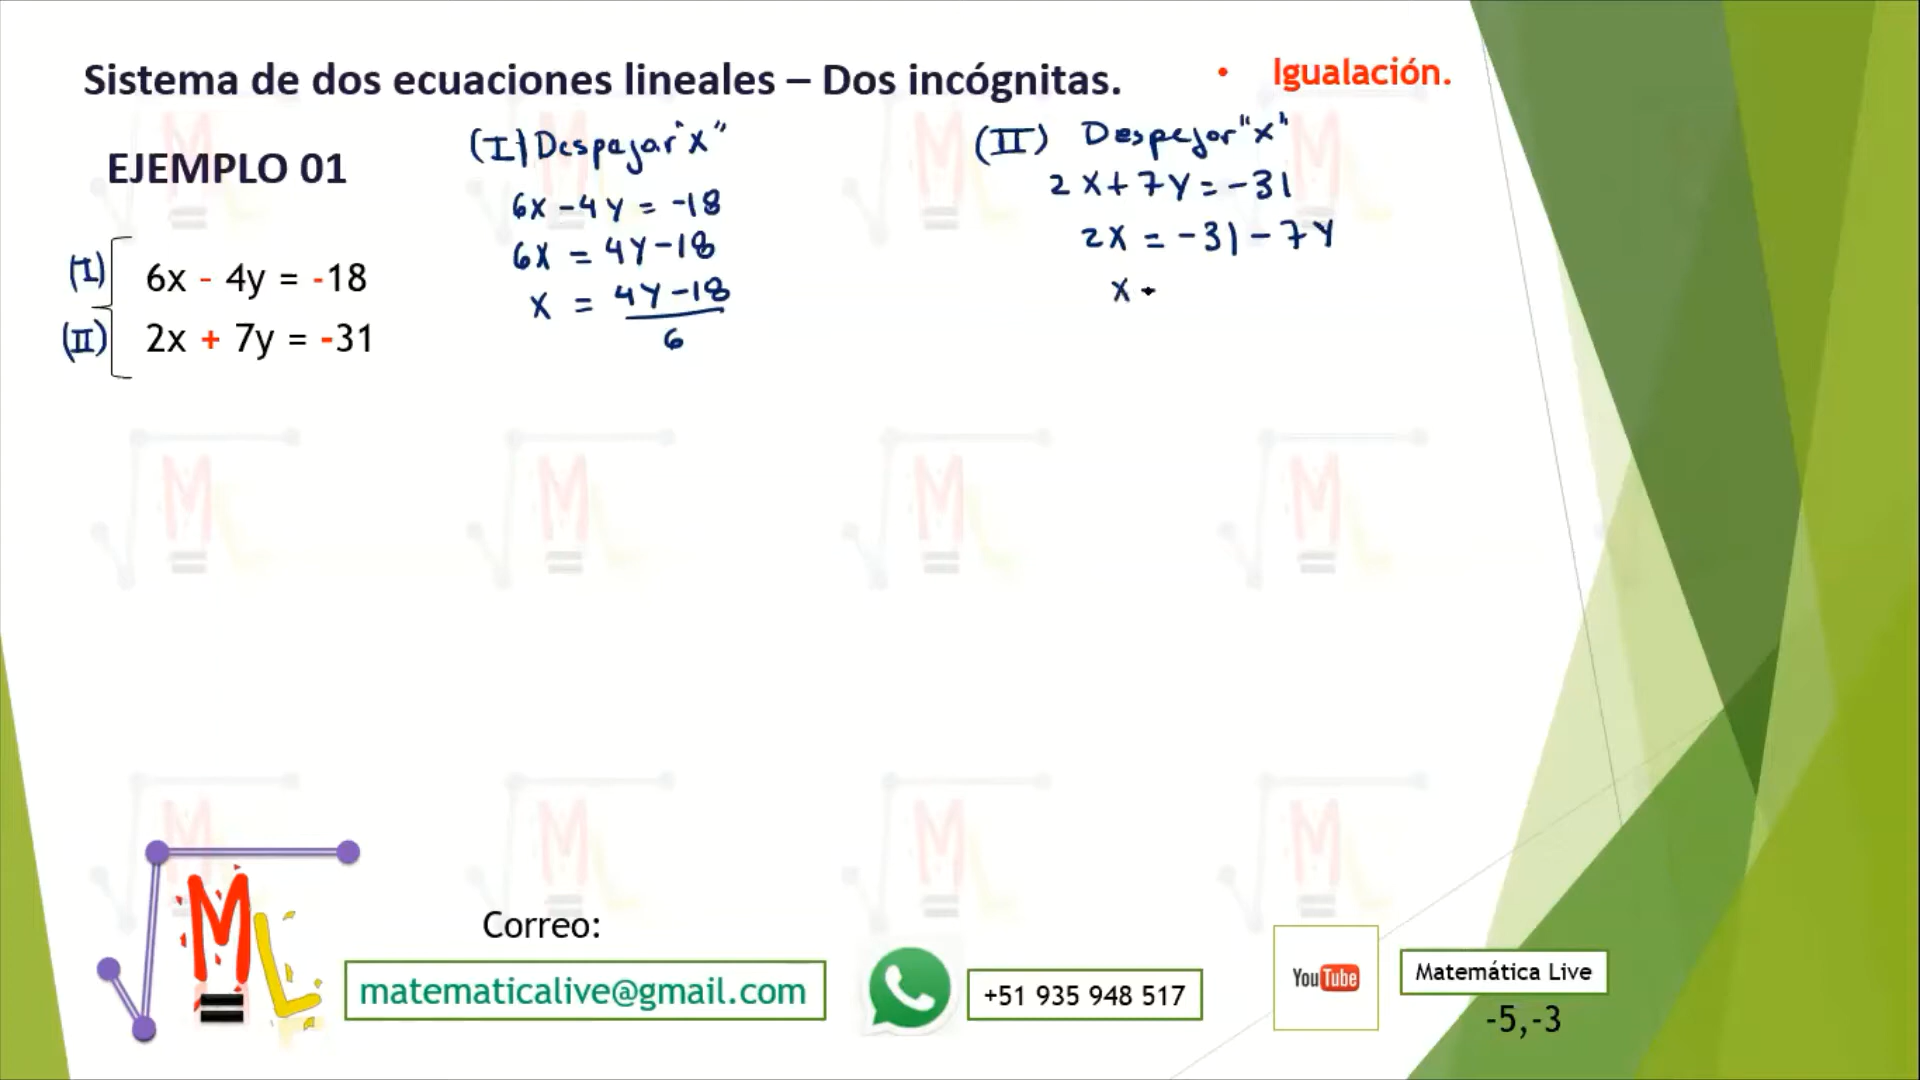 Sistema de dos ecuaciones lineales – Dos incógnitas.
• Igualación.
EJEMPLO 01
(I) 6x - 4y = -18
(II) 2x + 7y = -31
(I) Despejar "x"
6x - 4y = -18
6x = 4y - 18
x = 4y - 18
6
(II) Despejar "x"
2x + 7y = -31
2x = -31 - 7y
x -
ML
Correo:
matematicalive@gmail.com
+51 935 948 517
YouTube
Matemática Live
-5,-3